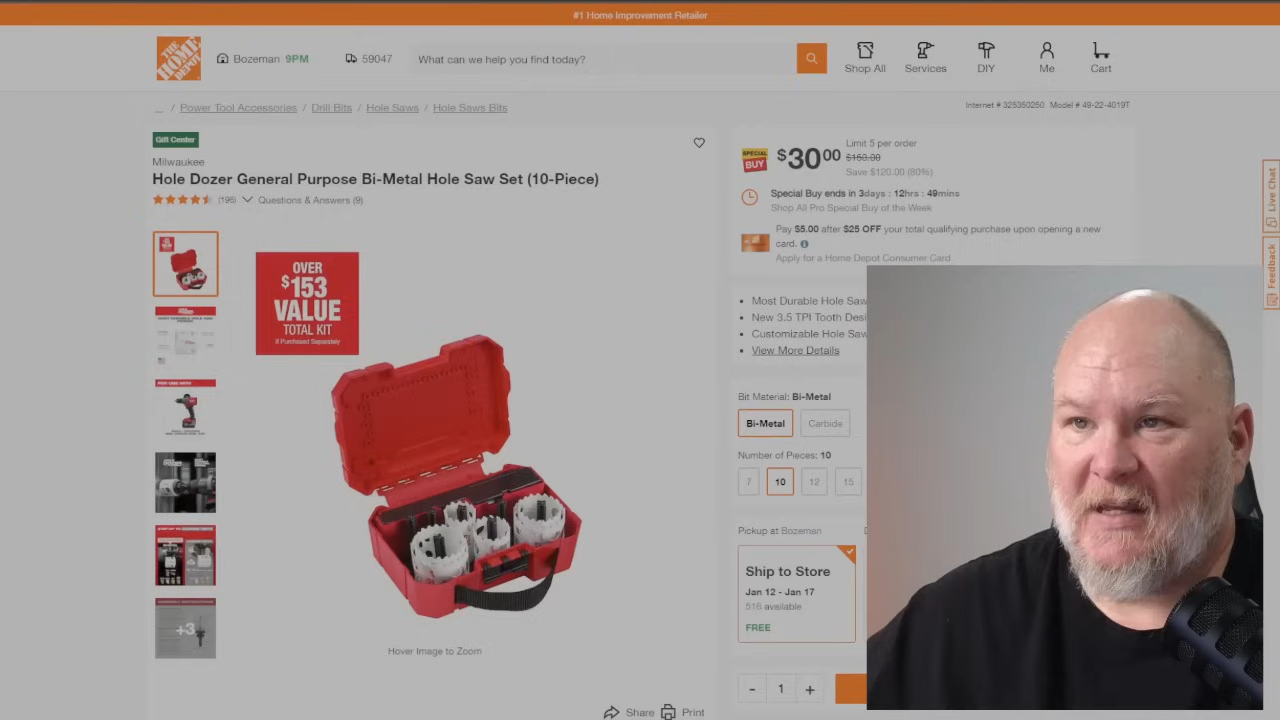 #1 Home Improvement Retailer
THE HOME DEPOT
Bozeman 9PM
59047
What can we help you find today?
Shop All
Services
DIY
Me
Cart
... / Power Tool Accessories / Drill Bits / Hole Saws / Hole Saws Bits
Internet # 325350250 Model # 49-22-4019T
Gift Center
Milwaukee
Hole Dozer General Purpose Bi-Metal Hole Saw Set (10-Piece)
(196) Questions & Answers (9)
OVER
$153
VALUE
TOTAL KIT
If Purchased Separately
+3
Hover Image to Zoom
Share
Print
SPECIAL BUY
$30 00
Limit 5 per order
$150.00
Save $120.00 (80%)
Special Buy ends in 3days : 12hrs : 49mins
Shop All Pro Special Buy of the Week
Pay $5.00 after $25 OFF your total qualifying purchase upon opening a new
card.
Apply for a Home Depot Consumer Card
Most Durable Hole Saw
New 3.5 TPI Tooth Desi
Customizable Hole Saw
View More Details
Bit Material: Bi-Metal
Bi-Metal
Carbide
Number of Pieces: 10
7
10
12
15
Pickup at Bozeman
D
Ship to Store
Jan 12 - Jan 17
516 available
FREE
-
1
+
Live Chat
Feedback